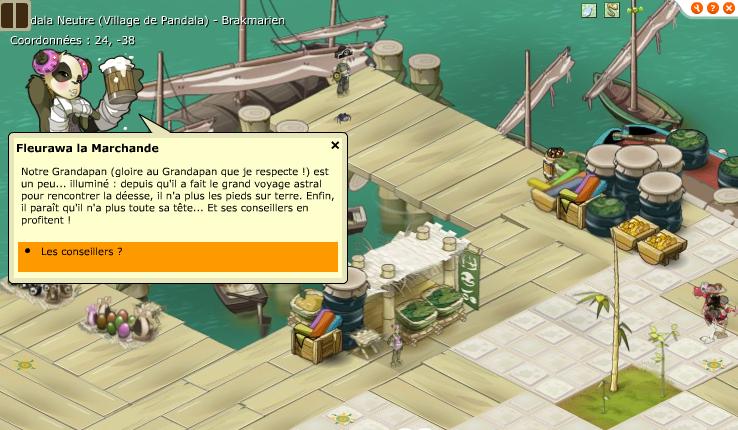 dala Neutre (Village de Pandala) - Brakmarien
Coordonnées : 24, -38
Fleurawa la Marchande
Notre Grandapan (gloire au Grandapan que je respecte !) est
un peu... illuminé : depuis qu'il a fait le grand voyage astral
pour rencontrer la déesse, il n'a plus les pieds sur terre. Enfin,
il paraît qu'il n'a plus toute sa tête... Et ses conseillers en
profitent !
Les conseillers ?